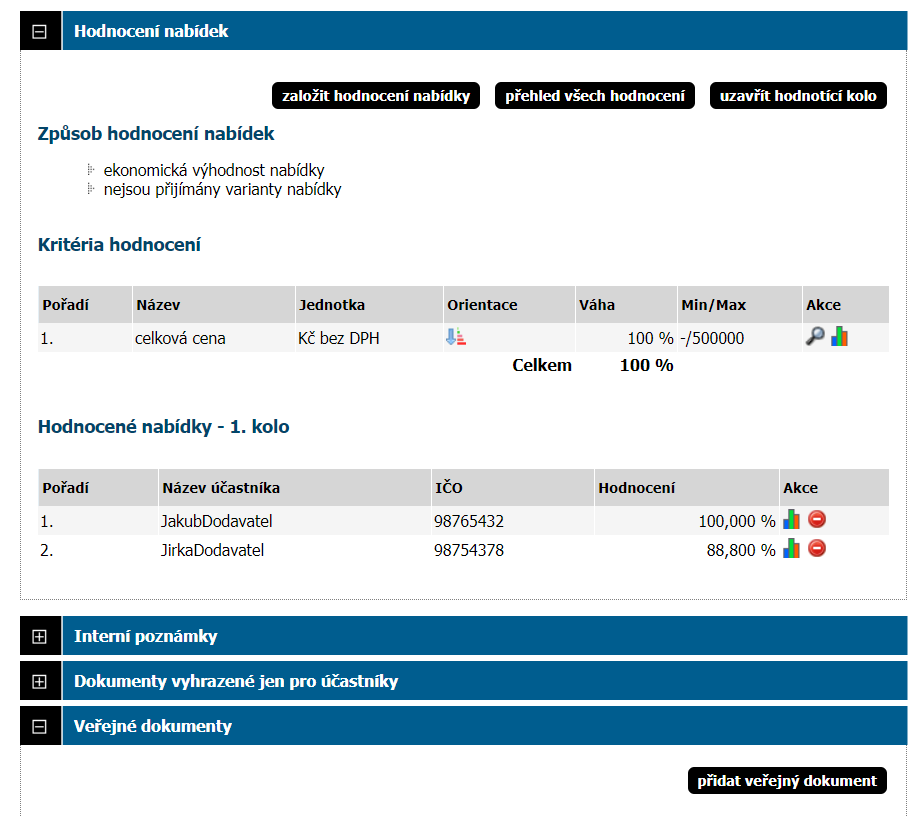 Hodnocení nabídek
založit hodnocení nabídky přehled všech hodnocení uzavřít hodnotící kolo
Způsob hodnocení nabídek
ekonomická výhodnost nabídky
nejsou přijímány varianty nabídky
Kritéria hodnocení
Pořadí Název Jednotka Orientace Váha Min/Max Akce
1. celková cena Kč bez DPH 100 % -/500000
Celkem 100 %
Hodnocené nabídky - 1. kolo
Pořadí Název účastníka IČO Hodnocení Akce
1. JakubDodavatel 98765432 100,000 %
2. JirkaDodavatel 98754378 88,800 %
Interní poznámky
Dokumenty vyhrazené jen pro účastníky
Veřejné dokumenty
přidat veřejný dokument